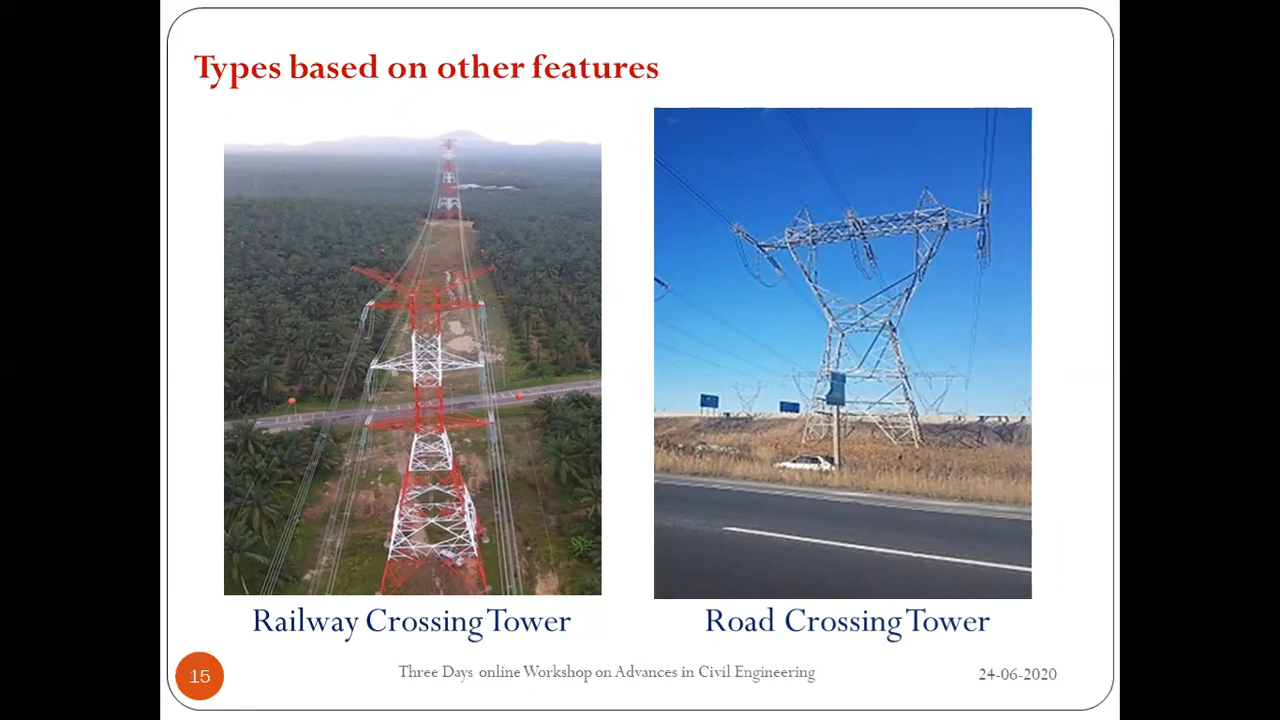 Types based on other features
Railway Crossing Tower
Road Crossing Tower
15
Three Days online Workshop on Advances in Civil Engineering
24-06-2020